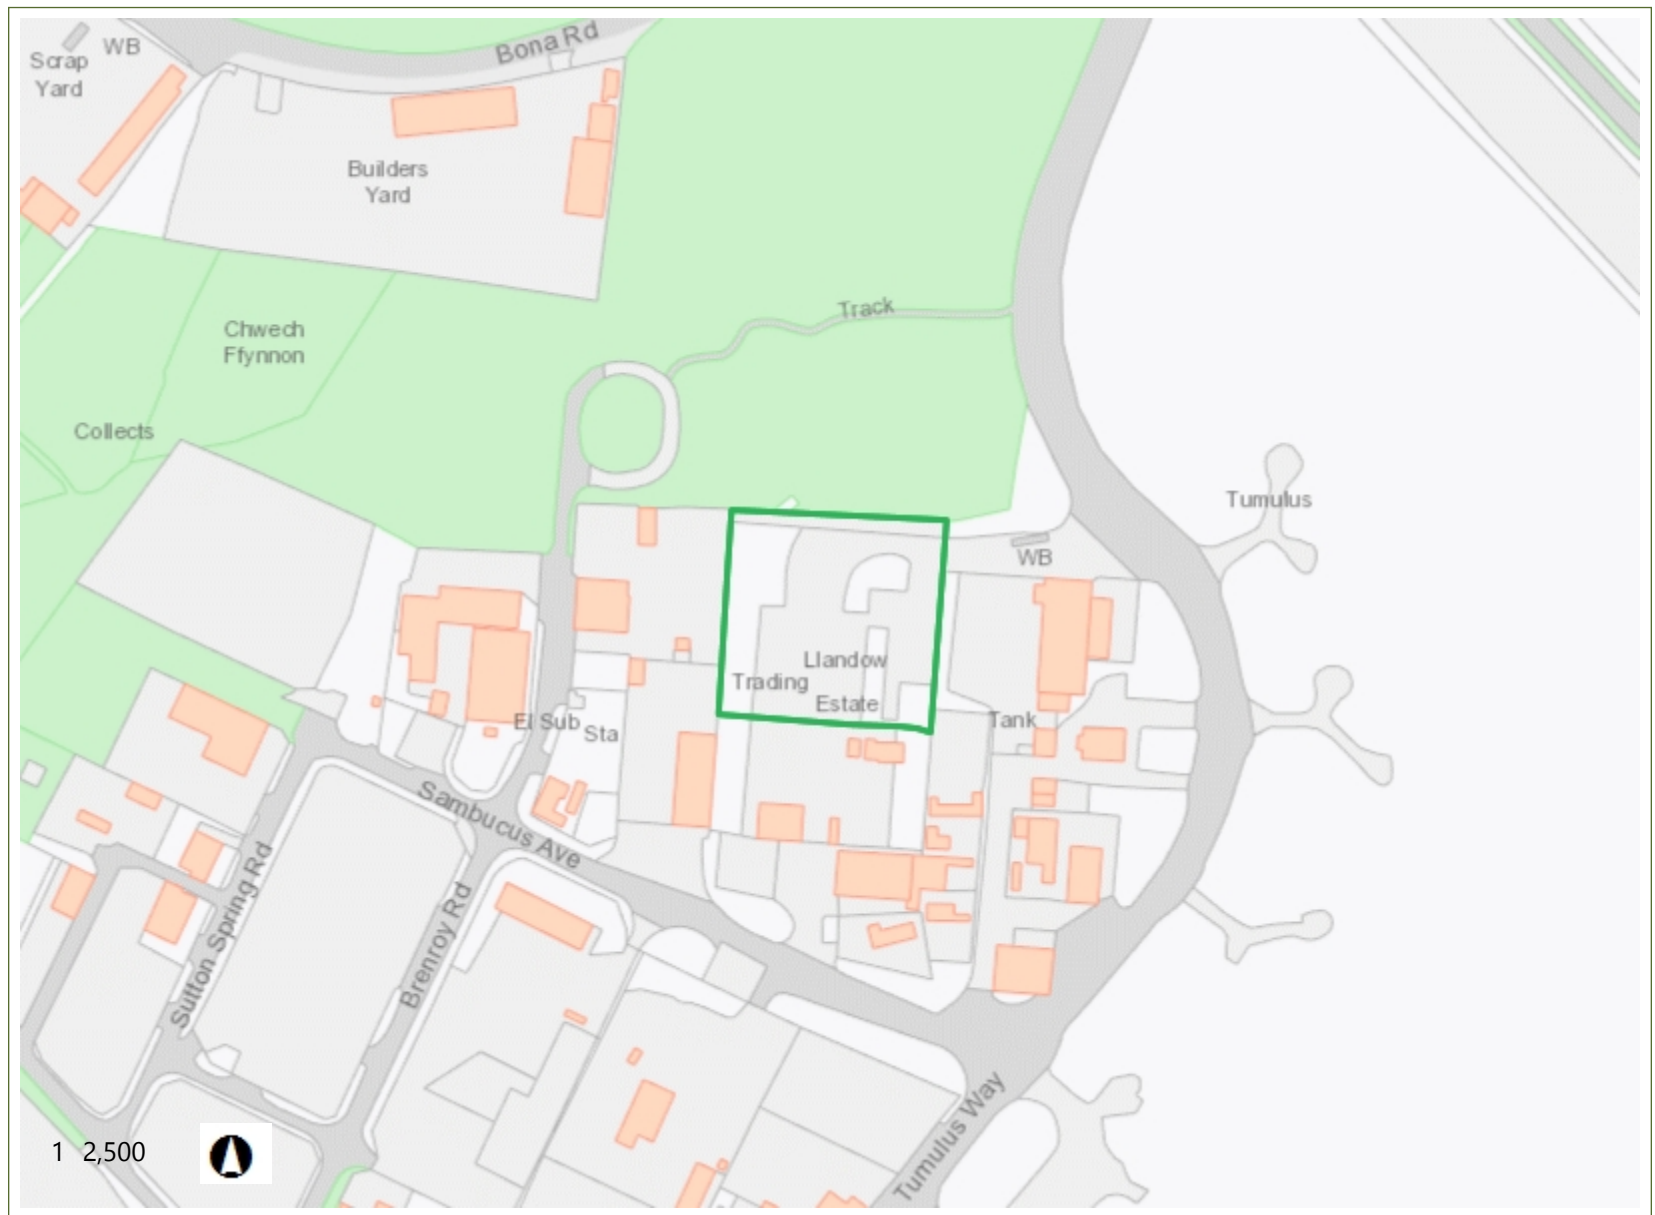 Bona Rd
WB
Scrap
Yard
Builders
Yard
Track
Chwech
Ffynnon
Collects
Tumulus
WB
Llandow
Trading
Estate
El Sub
Sta
Tank
Sambucus Ave
Sutton Spring Rd
Brenroy Rd
Tumulus Way
1 2,500